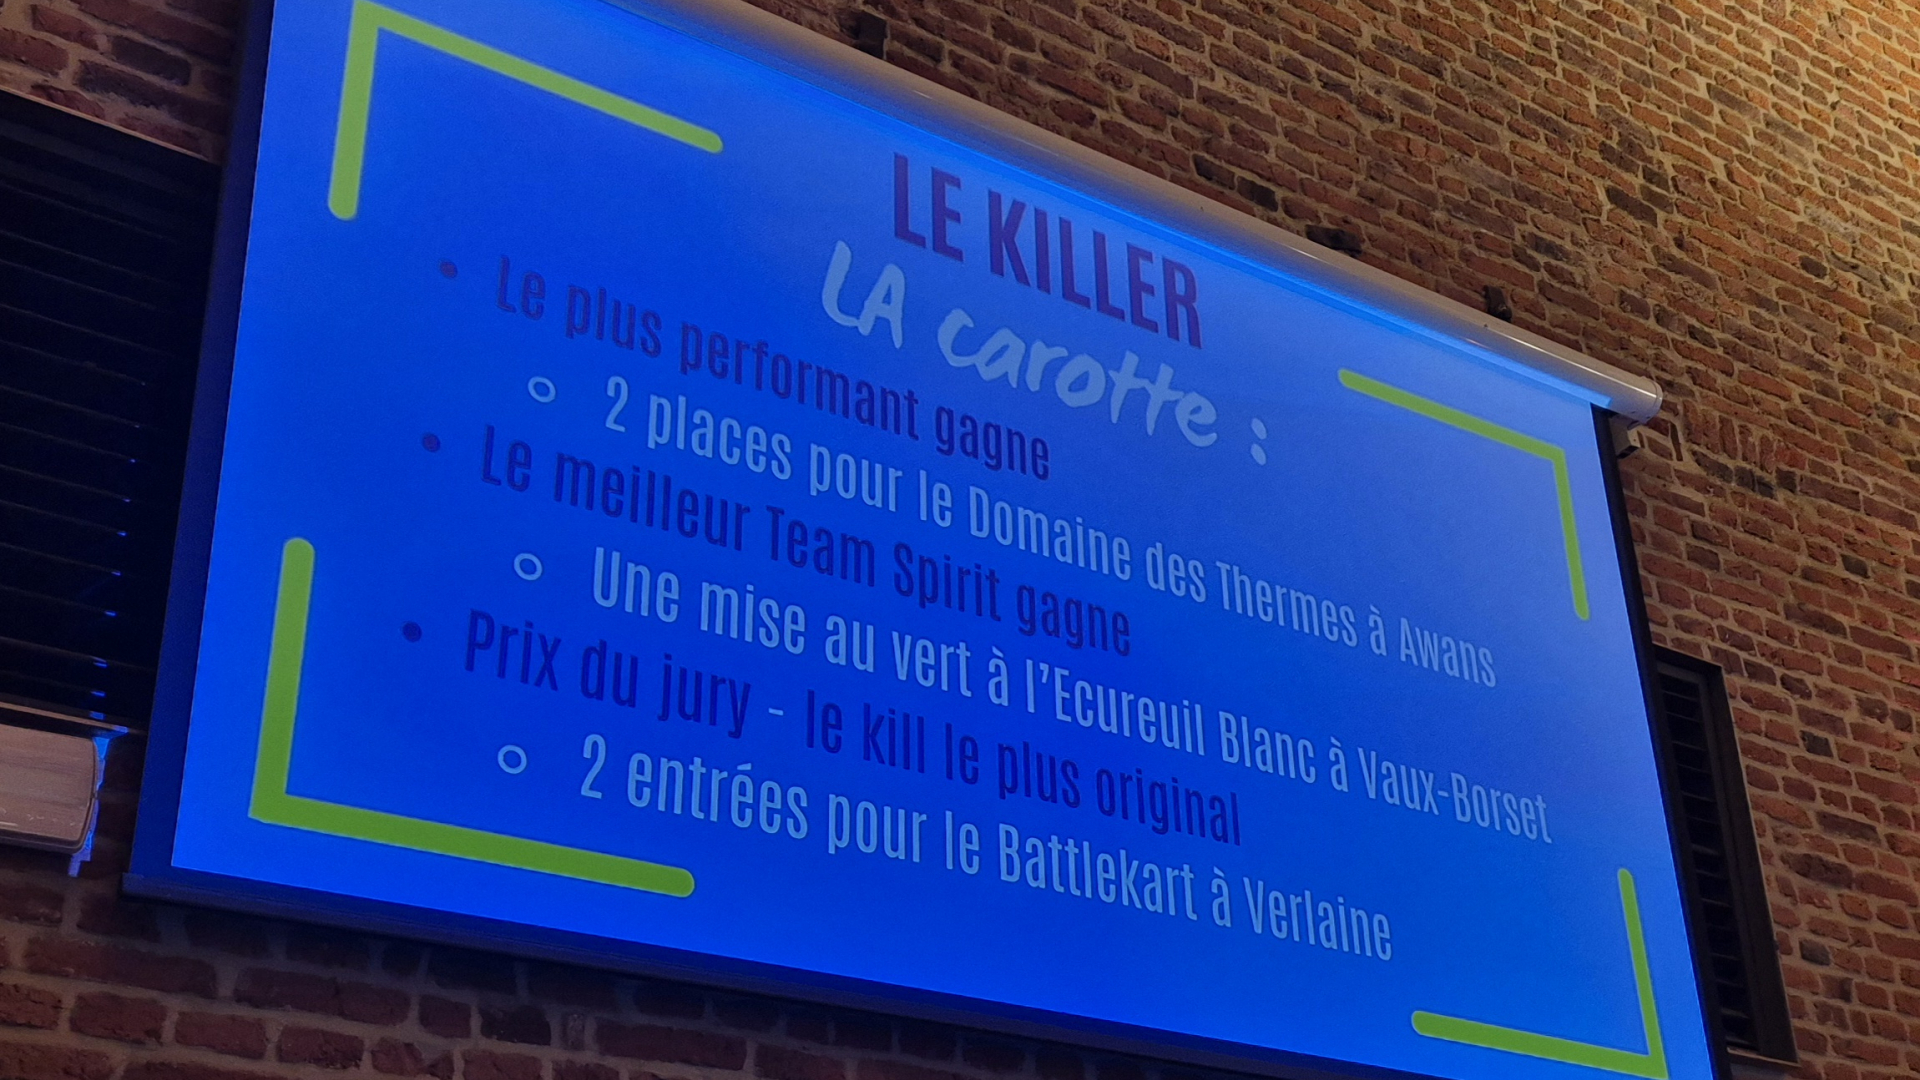 LE KILLER
LA carotte :
• Le plus performant gagne
○ 2 places pour le Domaine des Thermes à Awans
• Le meilleur Team Spirit gagne
○ Une mise au vert à l'Ecureuil Blanc à Vaux-Borset
• Prix du jury - le kill le plus original
○ 2 entrées pour le Battlekart à Verlaine